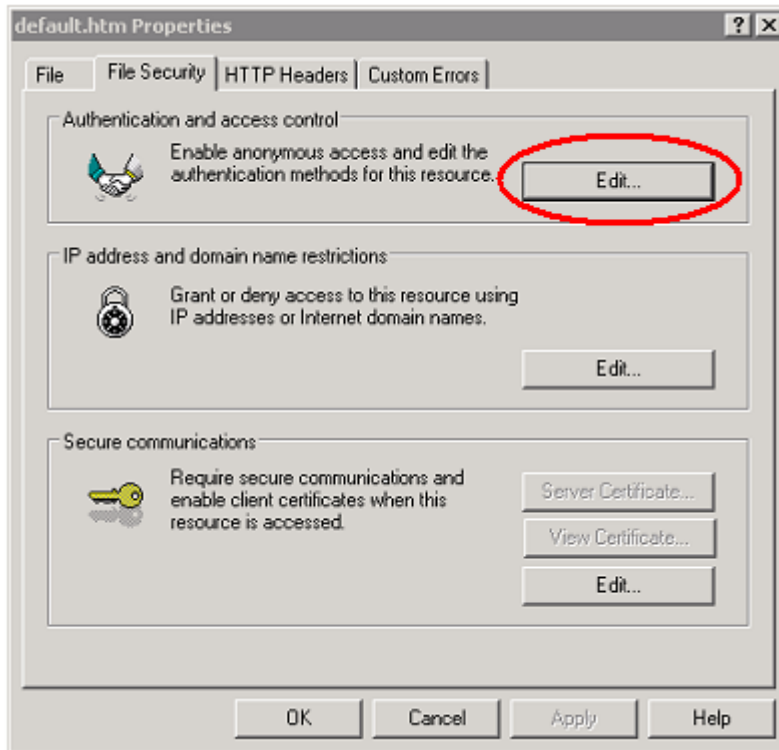 default.htm Properties
File
File Security
HTTP Headers
Custom Errors
Authentication and access control
Enable anonymous access and edit the
authentication methods for this resource.
Edit...
IP address and domain name restrictions
Grant or deny access to this resource using
IP addresses or Internet domain names.
Edit...
Secure communications
Require secure communications and
enable client certificates when this
resource is accessed.
Server Certificate...
View Certificate...
Edit...
OK
Cancel
Apply
Help